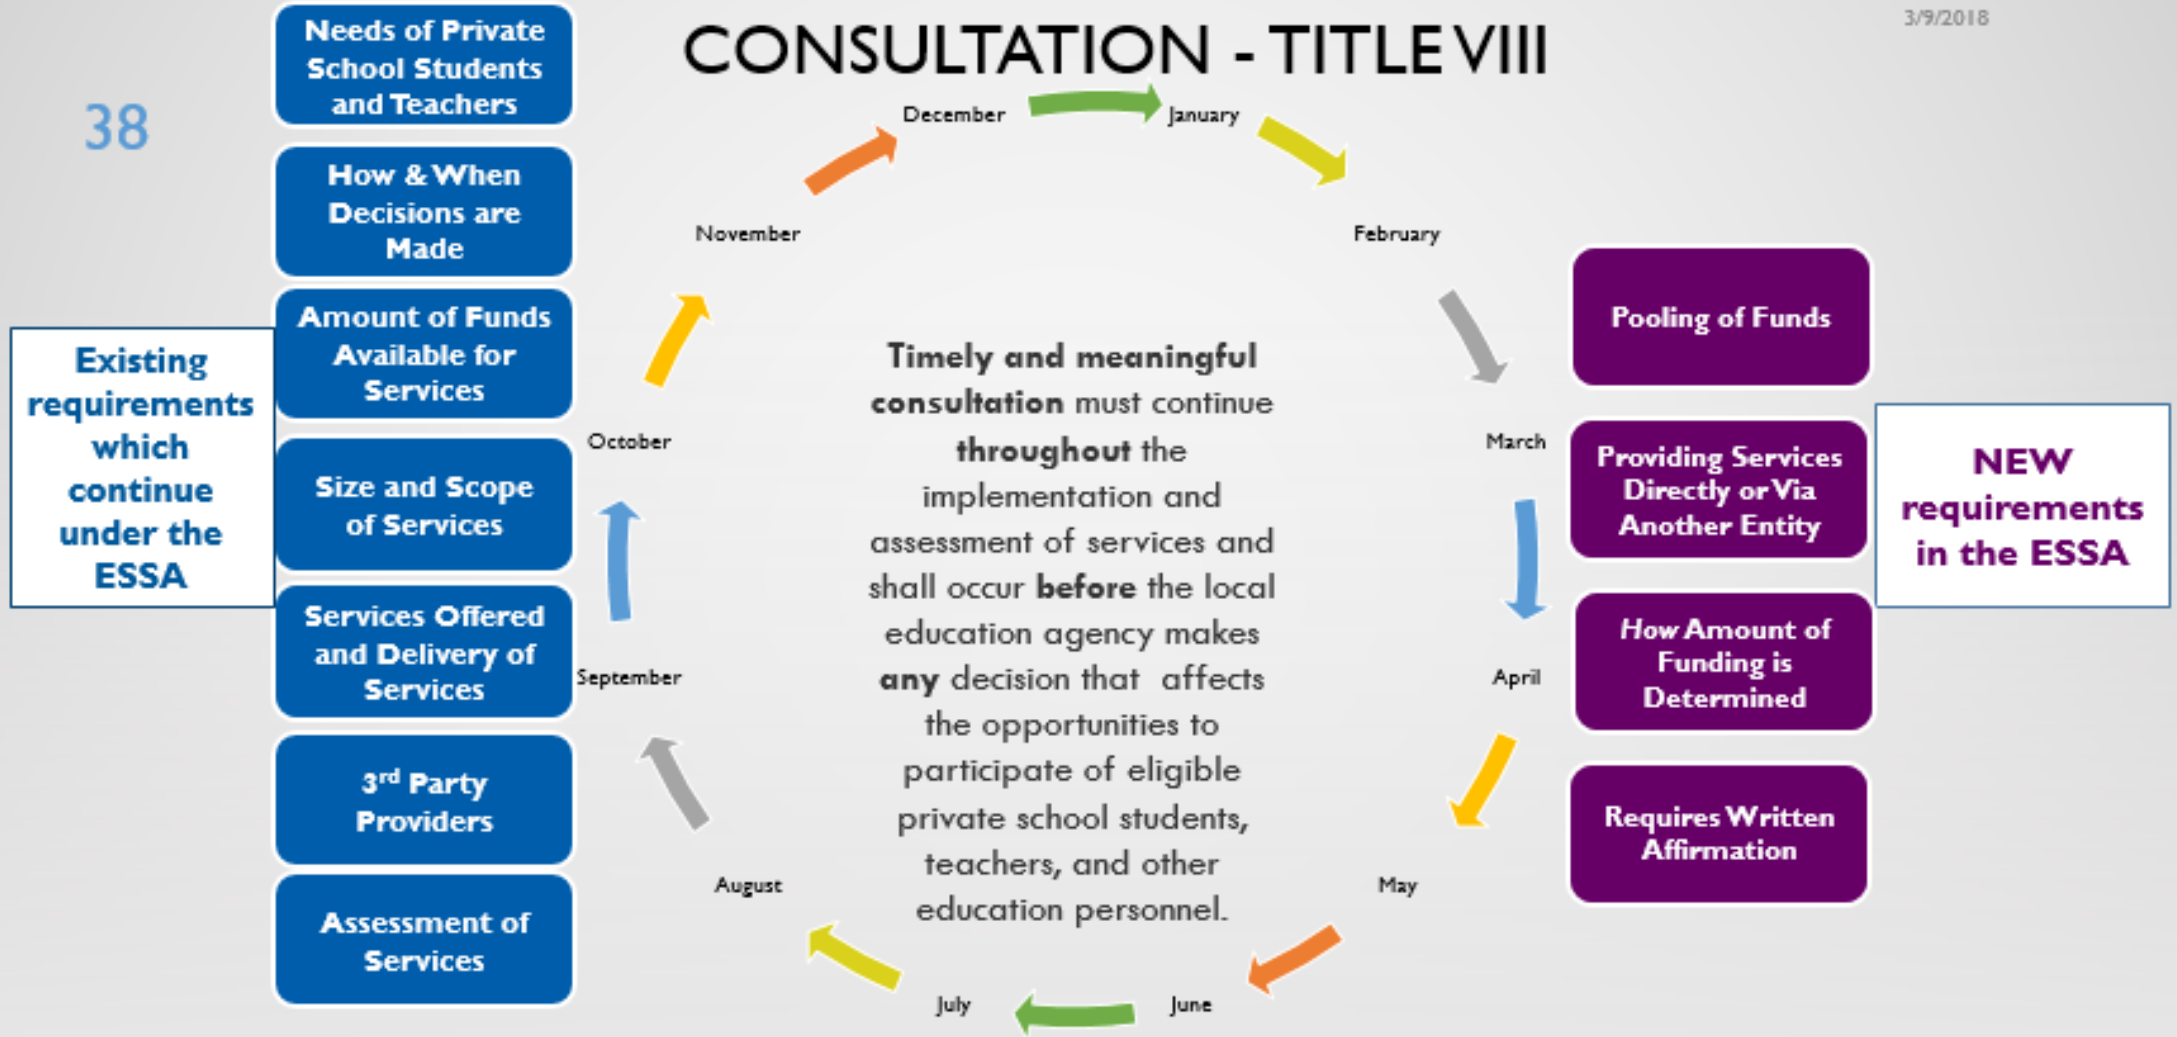 CONSULTATION - TITLE VIII
3/9/2018
38
Existing
requirements
which
continue
under the
ESSA
Needs of Private
School Students
and Teachers
How & When
Decisions are
Made
Amount of Funds
Available for
Services
Size and Scope
of Services
Services Offered
and Delivery of
Services
3rd Party
Providers
Assessment of
Services
December
January
February
March
April
May
June
July
August
September
October
November
Timely and meaningful
consultation must continue
throughout the
implementation and
assessment of services and
shall occur before the local
education agency makes
any decision that affects
the opportunities to
participate of eligible
private school students,
teachers, and other
education personnel.
Pooling of Funds
Providing Services
Directly or Via
Another Entity
How Amount of
Funding is
Determined
Requires Written
Affirmation
NEW
requirements
in the ESSA